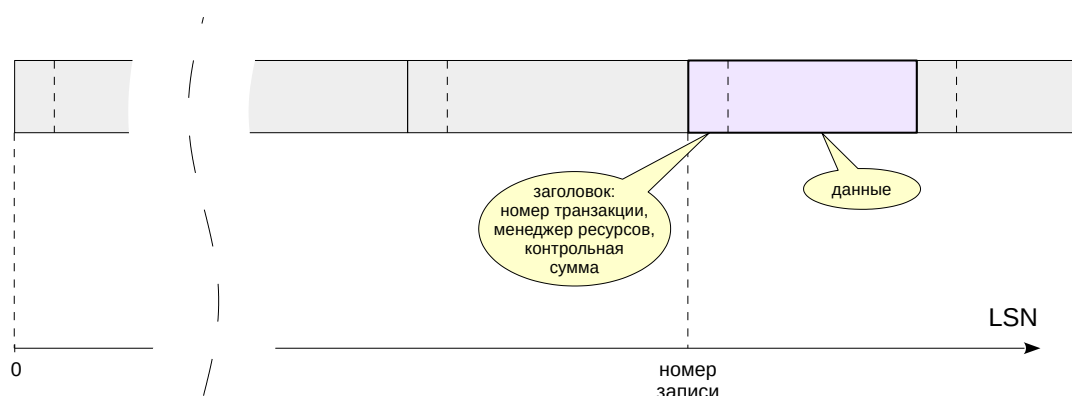 заголовок:
номер транзакции,
менеджер ресурсов,
контрольная
сумма
данные
LSN
0
номер
записи